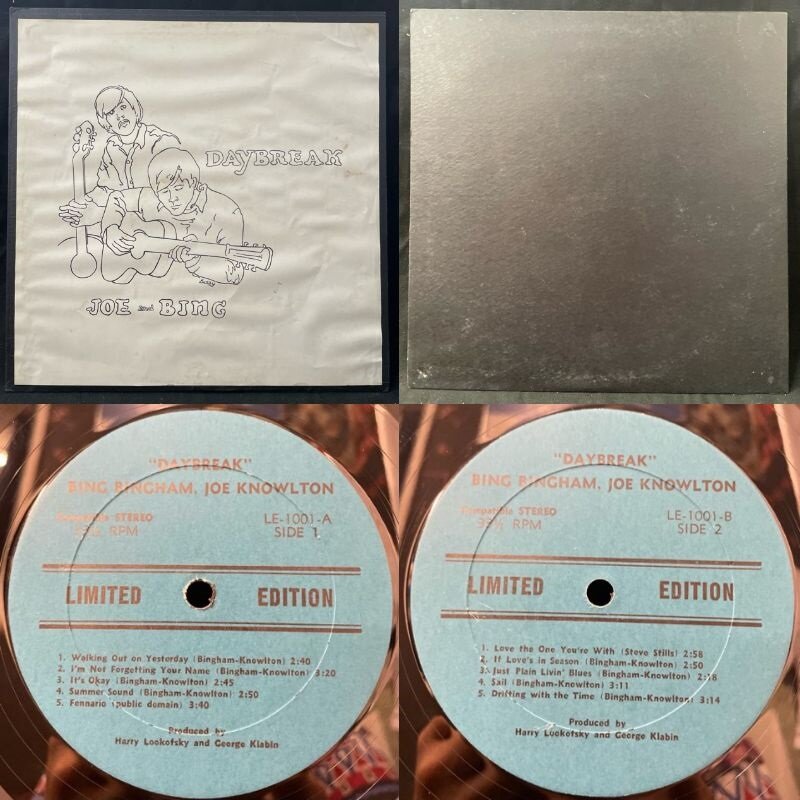 DAYBREAK
JOE and BING
"DAYBREAK"
BING BINGHAM, JOE KNOWLTON
Compatible STEREO
33⅓ RPM
LE-1001-A
SIDE 1
LIMITED EDITION
1. Walking Out on Yesterday (Bingham-Knowlton) 2:40
2. I'm Not Forgetting Your Name (Bingham-Knowlton) 3:20
3. It's Okay (Bingham-Knowlton) 2:45
4. Summer Sound (Bingham-Knowlton) 2:50
5. Fennario (public domain) 3:40
Produced by
Harry Lookofsky and George Klabin
"DAYBREAK"
BING BINGHAM, JOE KNOWLTON
Compatible STEREO
33⅓ RPM
LE-1001-B
SIDE 2
LIMITED EDITION
1. Love the One You're With (Steve Stills) 2:58
2. If Love's in Season (Bingham-Knowlton) 2:50
3. Just Plain Livin' Blues (Bingham-Knowlton) 2:18
4. Sail (Bingham-Knowlton) 3:11
5. Drifting with the Time (Bingham-Knowlton) 3:14
Produced by
Harry Lookofsky and George Klabin